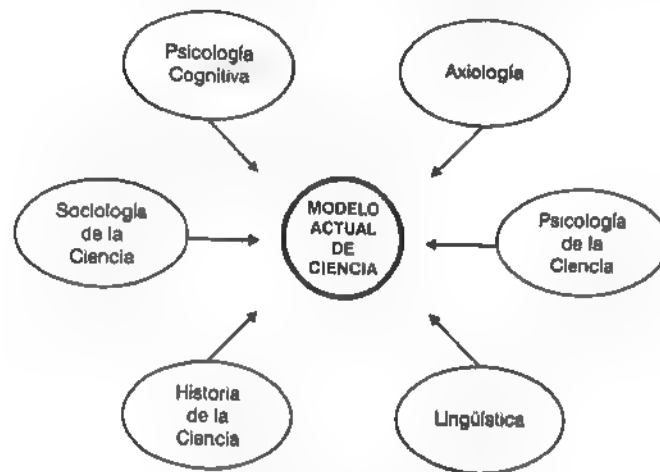 Psicología
Cognitiva
Axiología
Sociología
de la
Ciencia
MODELO
ACTUAL
DE
CIENCIA
Psicología
de la
Ciencia
Historia
de la
Ciencia
Lingüística